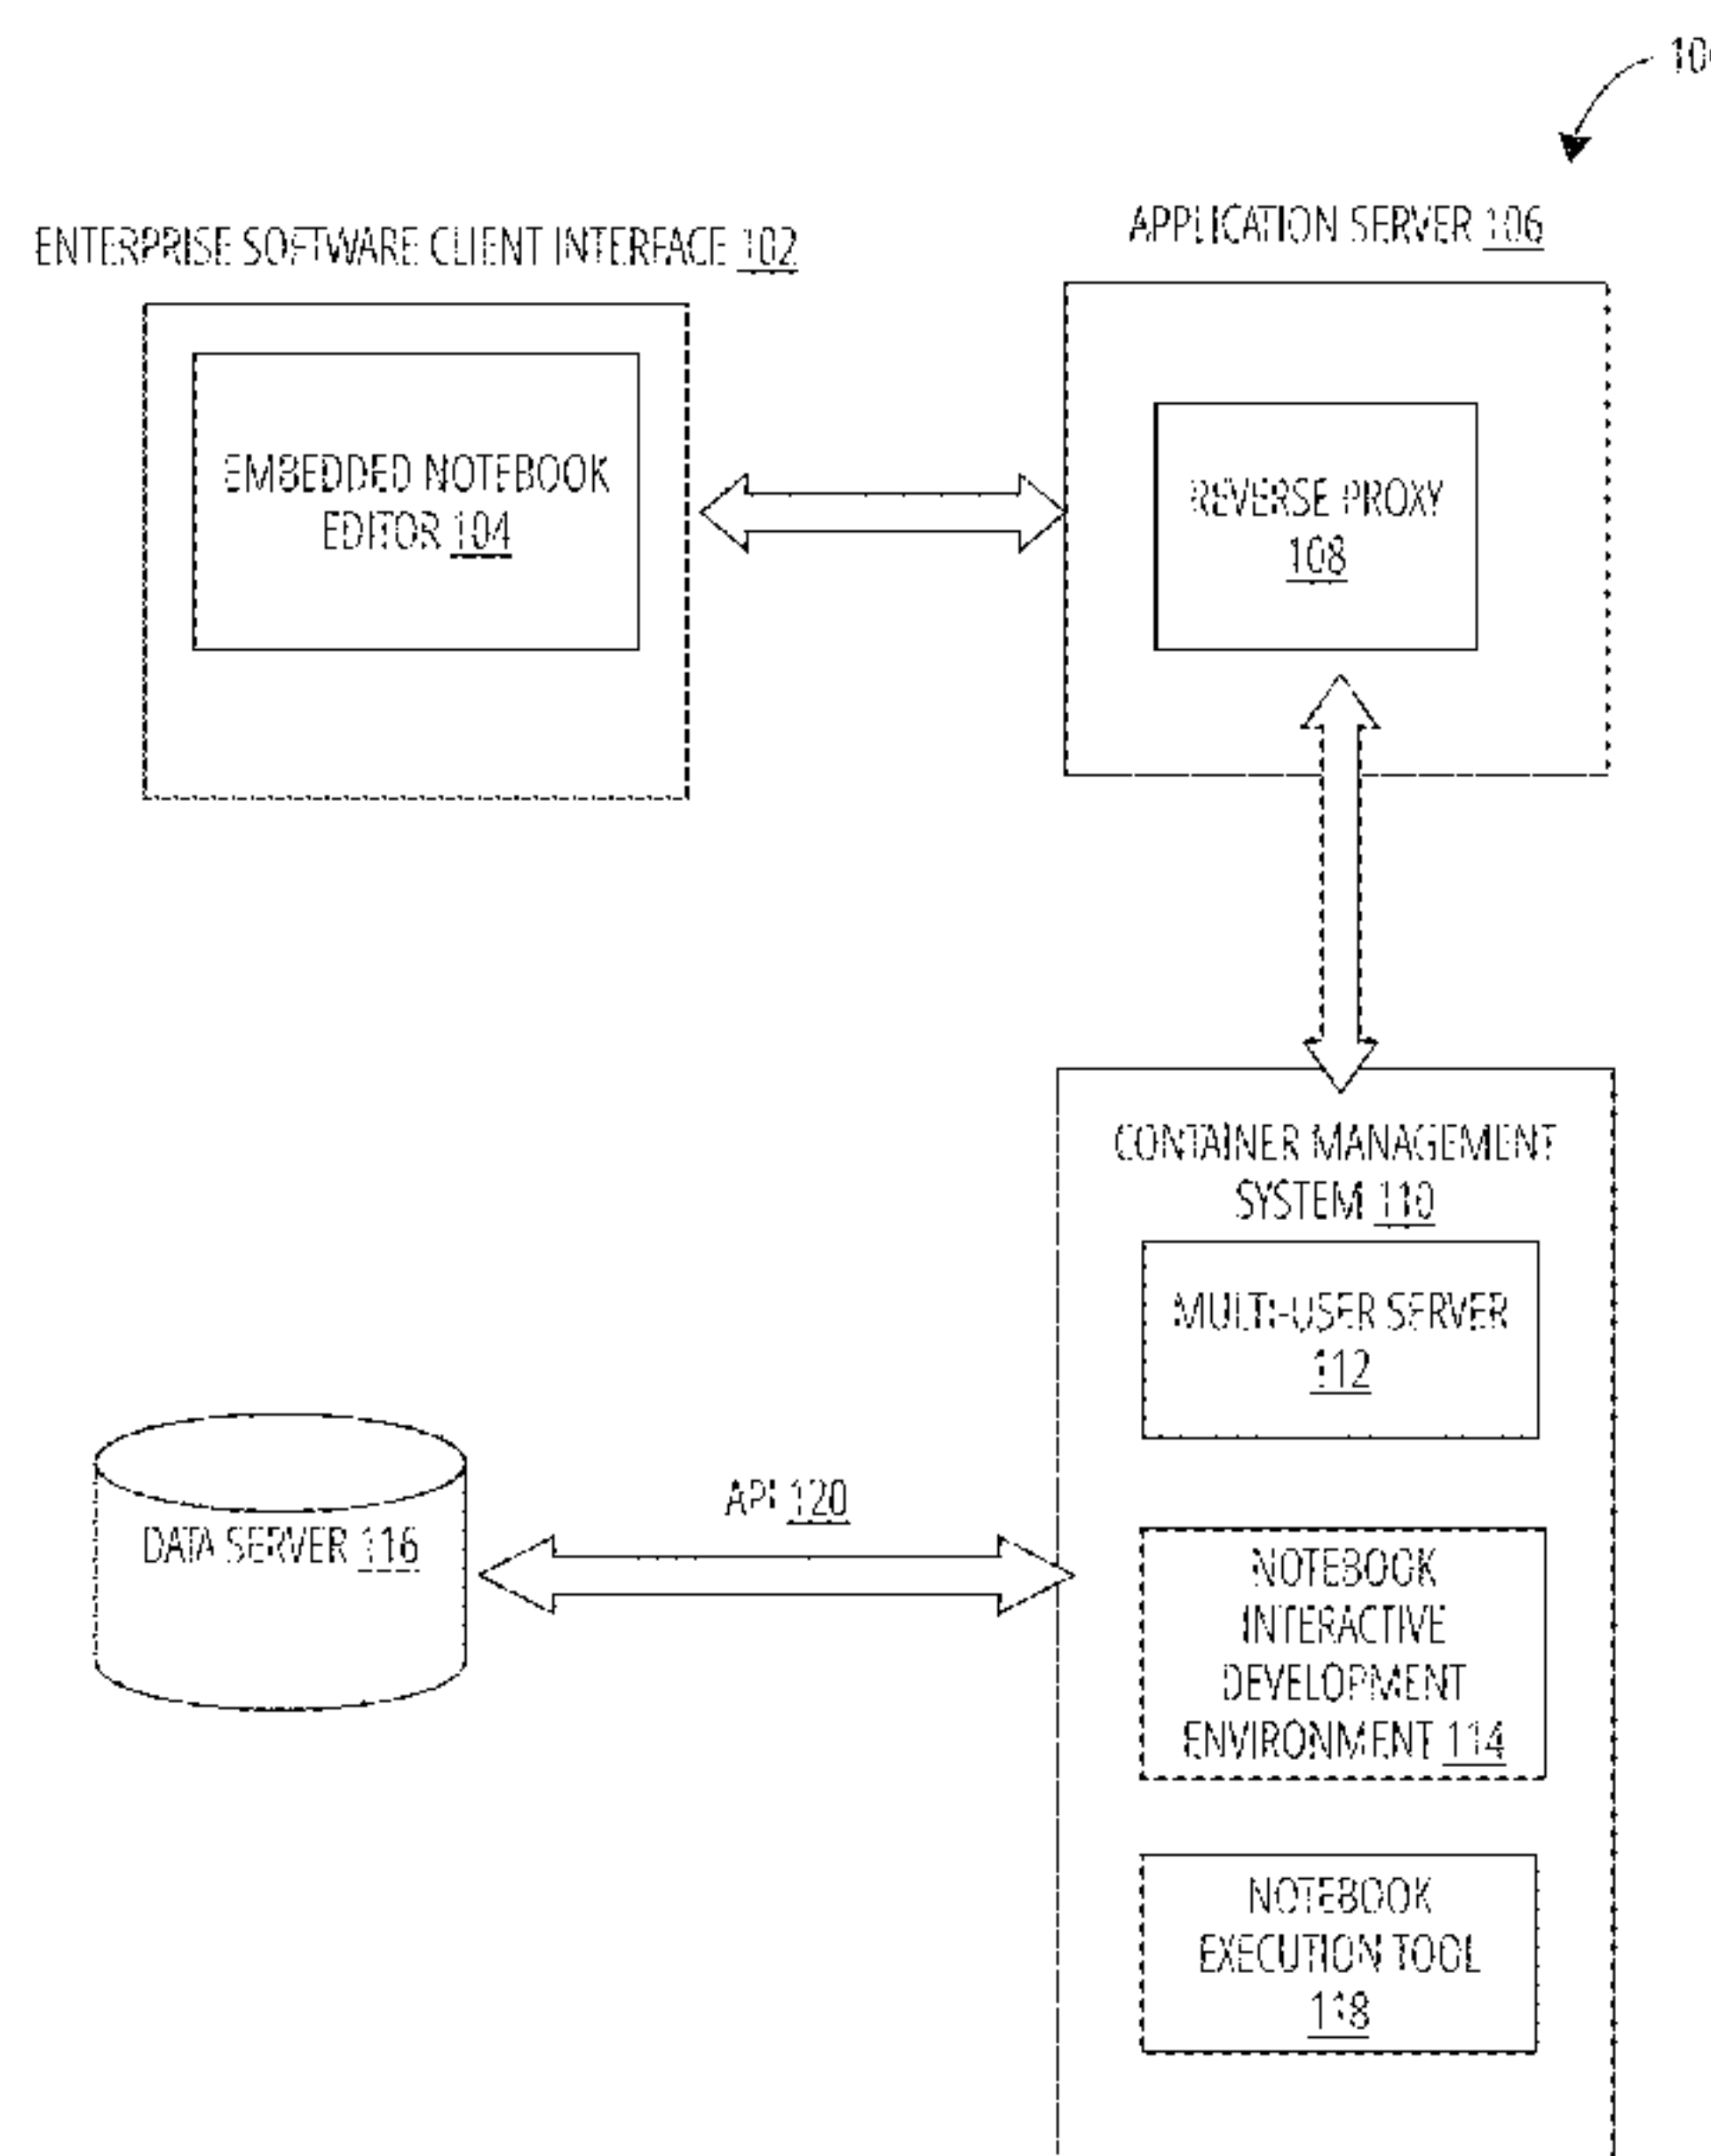 ENTERPRISE SOFTWARE CLIENT INTERFACE 102
APPLICATION SERVER 106
EMBEDDED NOTEBOOK
EDITOR 104
REVERSE PROXY
108
CONTAINER MANAGEMENT
SYSTEM 110
MULTI-USER SERVER
112
API 120
DATA SERVER 116
NOTEBOOK
INTERACTIVE
DEVELOPMENT
ENVIRONMENT 114
NOTEBOOK
EXECUTION TOOL
118